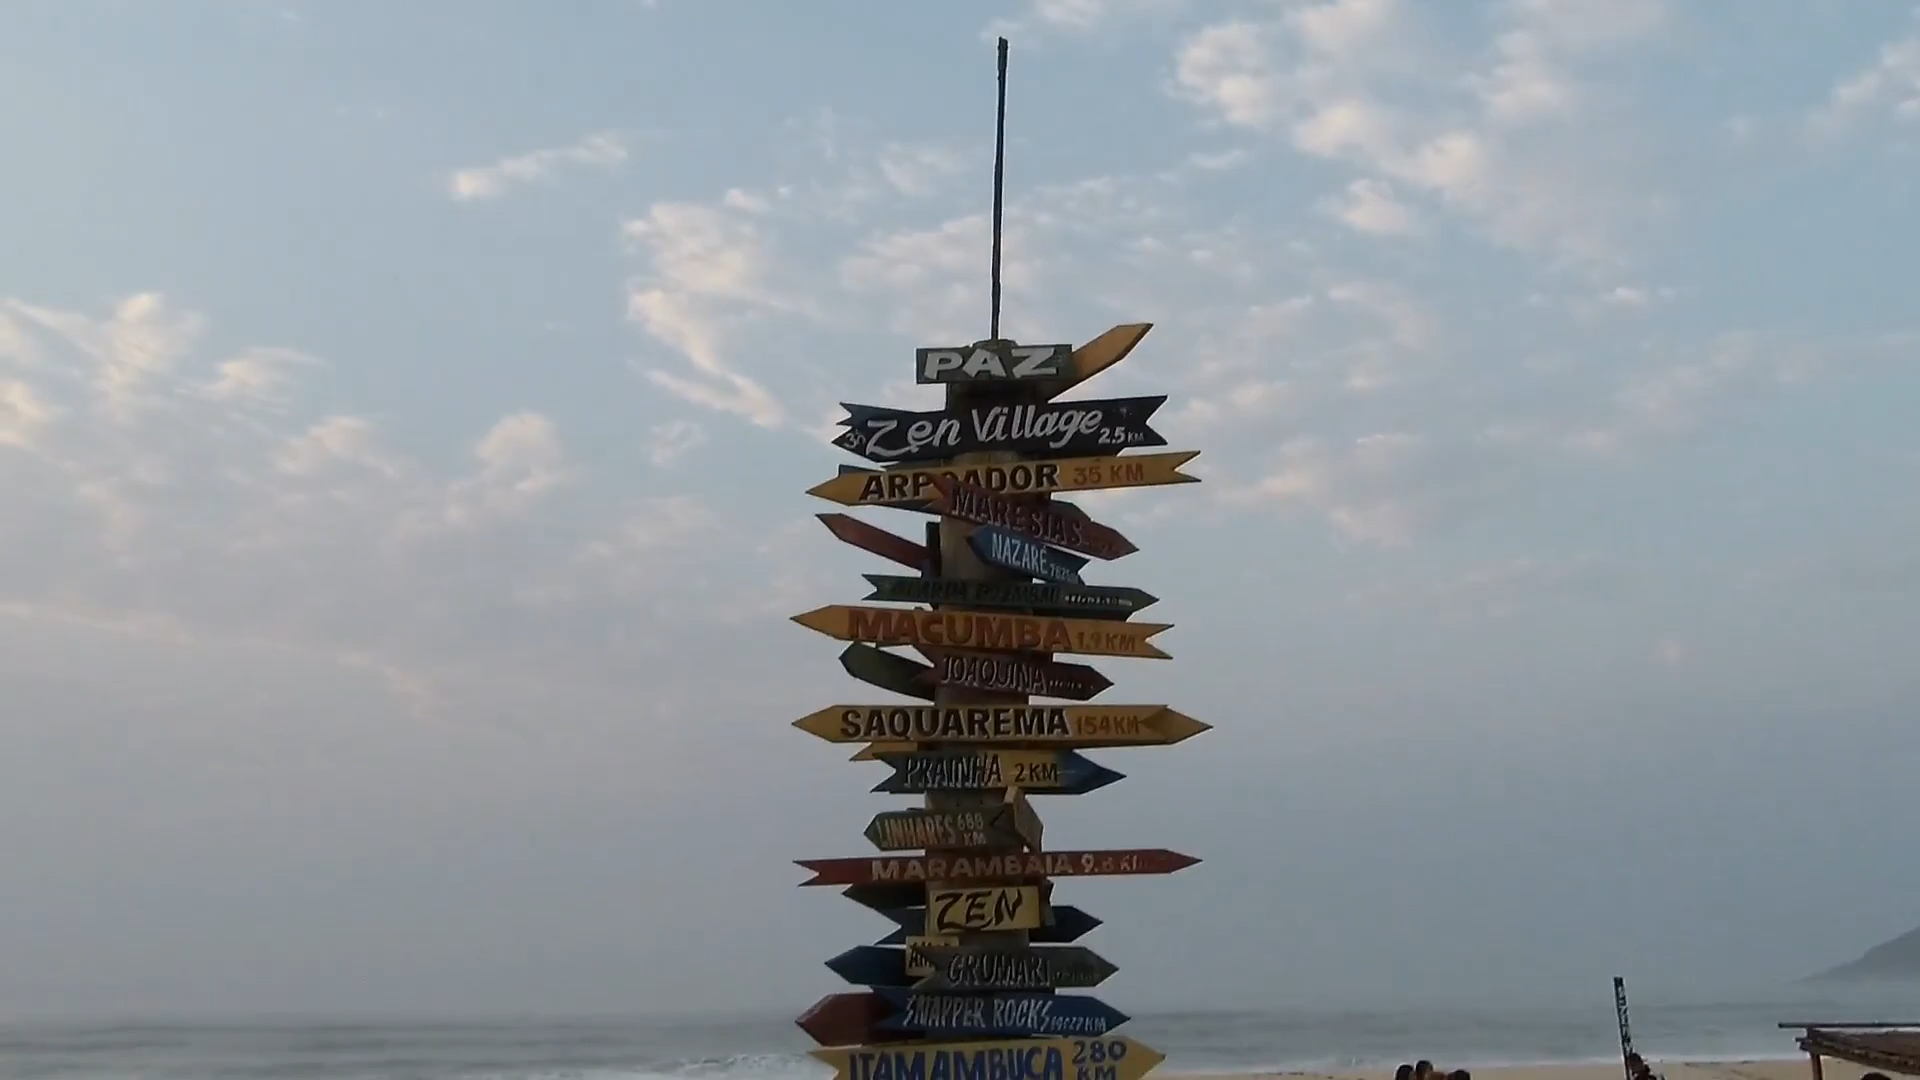 PAZ
Zen Village 2.5 KM
ARPOADOR 35 KM
MARESIAS
NAZARÉ
MACUMBA 1.9 KM
JOAQUINA
SAQUAREMA 154 KM
PRAINHA 2 KM
LINHARES 688 KM
MARAMBAIA
ZEN
GRUMARI
SNAPPER ROCKS
ITAMAMBUCA 280 KM